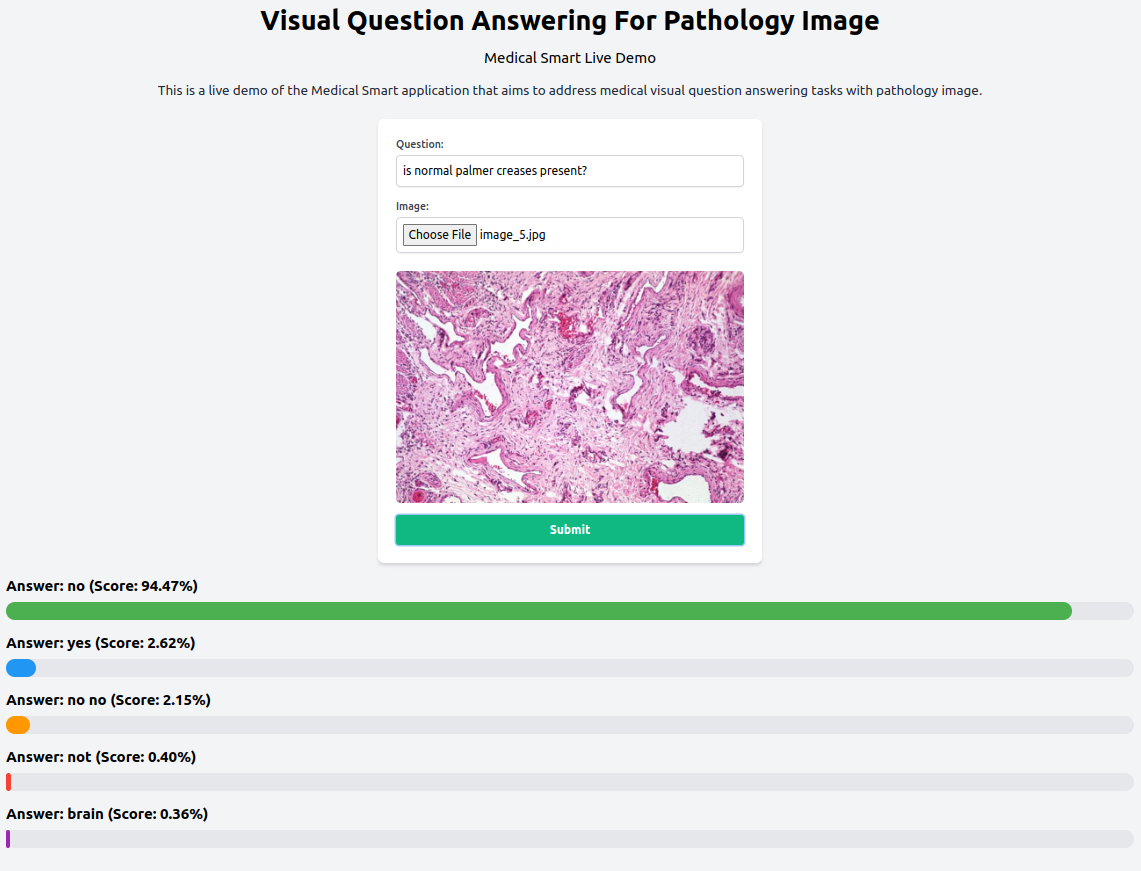 Visual Question Answering For Pathology Image
Medical Smart Live Demo
This is a live demo of the Medical Smart application that aims to address medical visual question answering tasks with pathology image.
Question:
is normal palmer creases present?
Image:
Choose File image_5.jpg
Submit
Answer: no (Score: 94.47%)
Answer: yes (Score: 2.62%)
Answer: no no (Score: 2.15%)
Answer: not (Score: 0.40%)
Answer: brain (Score: 0.36%)